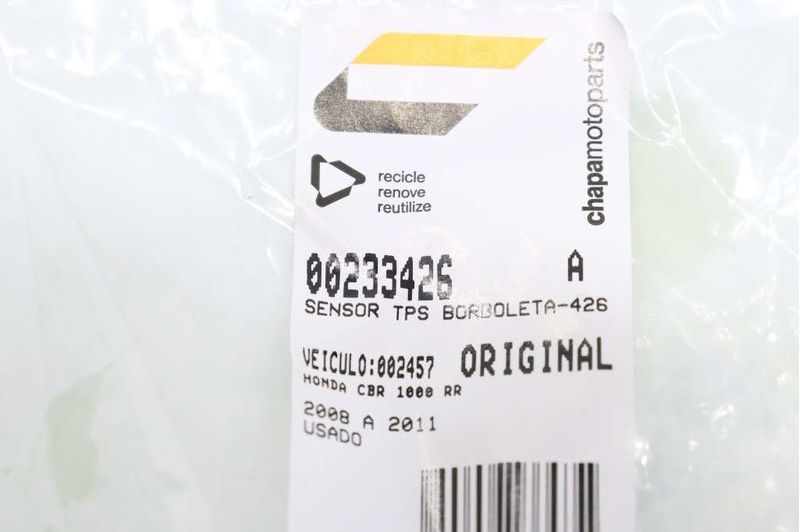 chapamotoparts
recicle
renove
reutilize
00233426 A
SENSOR TPS BORBOLETA-426
VEICULO:002457 ORIGINAL
HONDA CBR 1000 RR
2008 A 2011
USADO